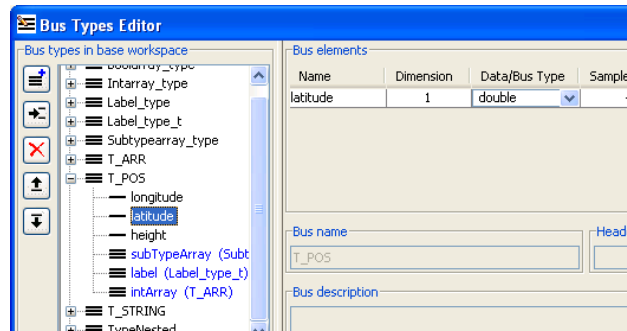 Bus Types Editor
Bus types in base workspace
Boolarray_type
Intarray_type
Label_type
Label_type_t
Subtypearray_type
T_ARR
T_POS
longitude
latitude
height
subTypeArray (Subt
label (Label_type_t)
intArray (T_ARR)
T_STRING
TypeNested
Bus elements
Name Dimension Data/Bus Type Sample
latitude 1 double
Bus name
T_POS
Head
Bus description